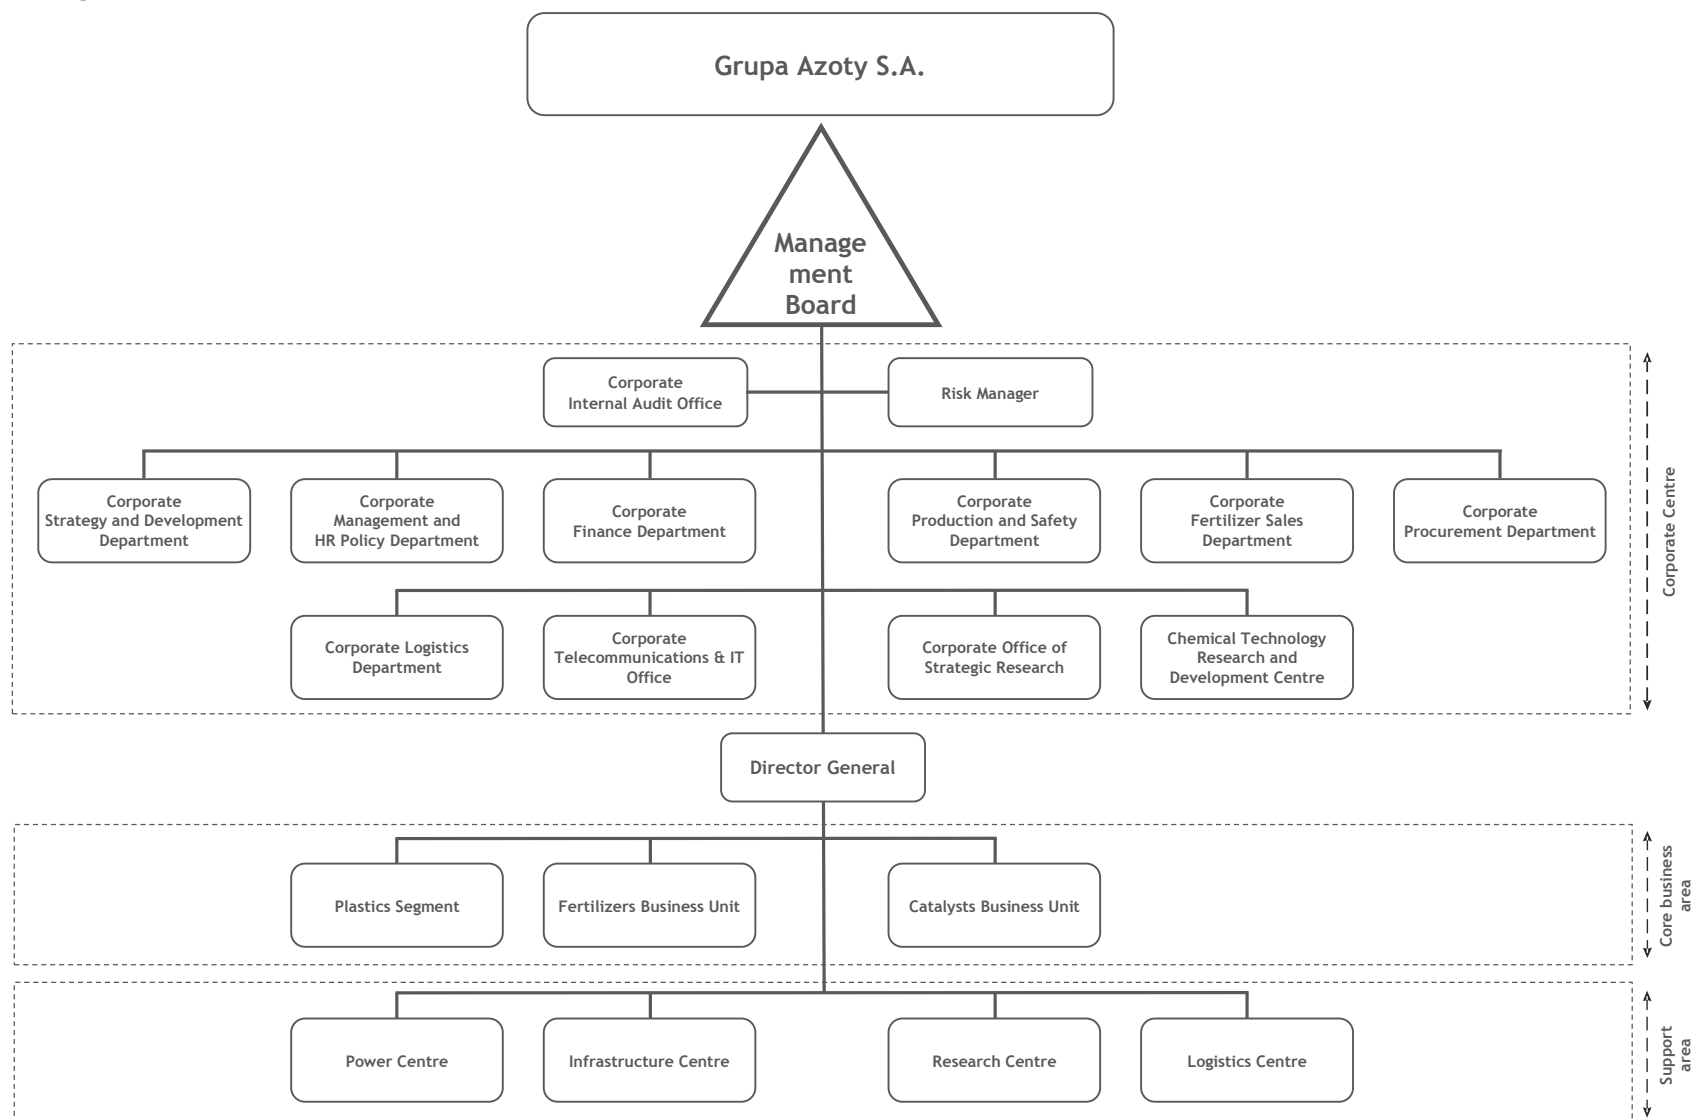 Grupa Azoty S.A.
Manage
ment
Board
Corporate
Internal Audit Office
Risk Manager
Corporate
Strategy and Development
Department
Corporate
Management and
HR Policy Department
Corporate
Finance Department
Corporate
Production and Safety
Department
Corporate
Fertilizer Sales
Department
Corporate
Procurement Department
Corporate Centre
Corporate Logistics
Department
Corporate
Telecommunications & IT
Office
Corporate Office of
Strategic Research
Chemical Technology
Research and
Development Centre
Director General
Plastics Segment
Fertilizers Business Unit
Catalysts Business Unit
Core business
area
Power Centre
Infrastructure Centre
Research Centre
Logistics Centre
Support
area